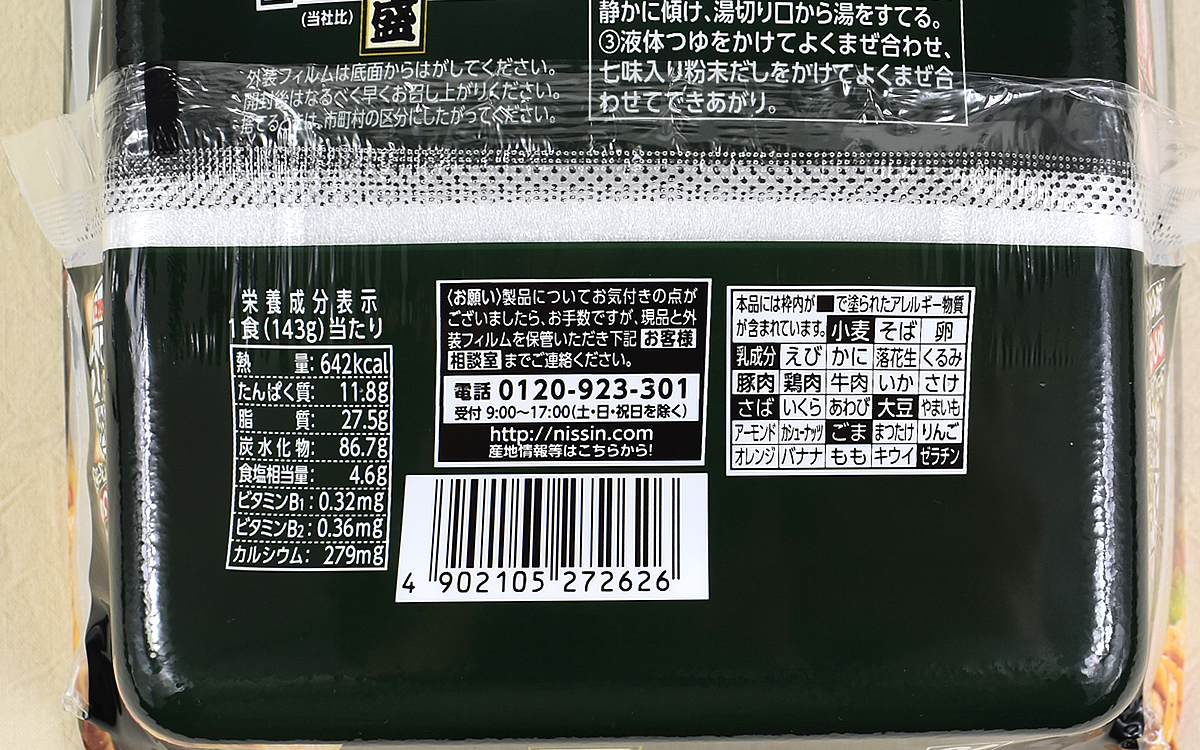 (当社比)
盛
静かに傾け、湯切り口から湯をすてる。
③液体つゆをかけてよくまぜ合わせ、
七味入り粉末だしをかけてよくまぜ合
わせてできあがり。
外装フィルムは底面からはがしてください。
開封後はなるべく早くお召し上がりください。
捨てるときは、市町村の区分にしたがってください。
栄養成分表示
1食(143g)当たり
熱 量: 642kcal
たんぱく質: 11.8g
脂 質: 27.5g
炭水化物: 86.7g
食塩相当量: 4.6g
ビタミンB1: 0.32mg
ビタミンB2: 0.36mg
カルシウム: 279mg
〈お願い〉製品についてお気付きの点が
ございましたら、お手数ですが、現品と外
装フィルムを保管いただき下記 お客様
相談室 までご連絡ください。
電話 0120-923-301
受付 9:00～17:00(土・日・祝日を除く)
http://nissin.com
産地情報等はこちらから!
4 902105 272626
本品には枠内が■で塗られたアレルギー物質
が含まれています。 小麦 そば 卵
乳成分 えび かに 落花生 くるみ
豚肉 鶏肉 牛肉 いか さけ
さば いくら あわび 大豆 やまいも
アーモンド カシューナッツ ごま まつたけ りんご
オレンジ バナナ もも キウイ ゼラチン